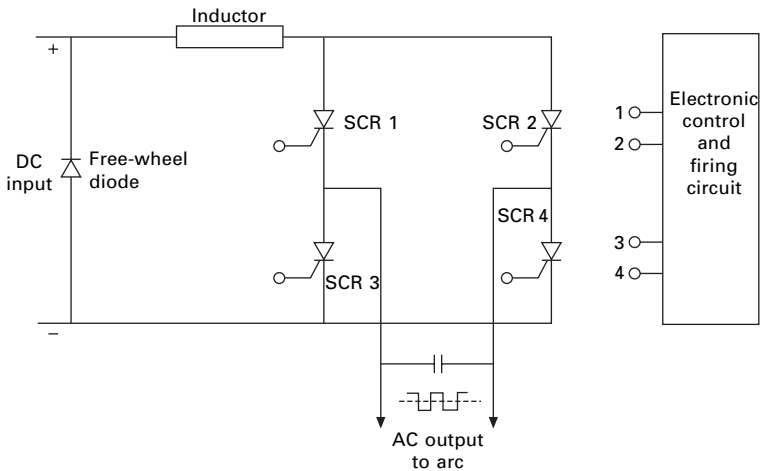 Inductor
+
SCR 1
SCR 2
DC
input
Free-wheel
diode
SCR 3
SCR 4
−
1
2
3
4
Electronic
control
and
firing
circuit
AC output
to arc